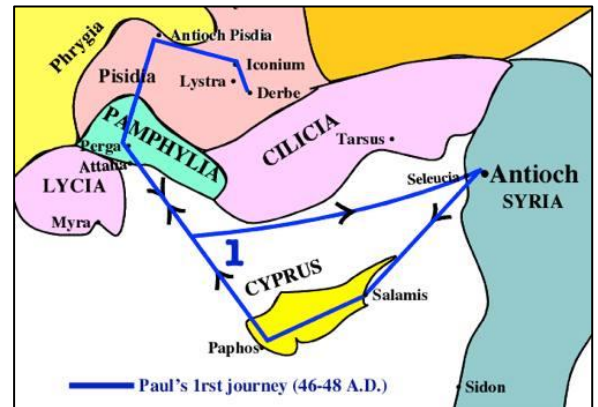 Phrygia
Antioch Pisdia
Pisidia
Iconium
Lystra
Derbe
PAMPHYLIA
CILICIA
Tarsus
Perga
Attalia
LYCIA
Myra
Seleucia
Antioch
SYRIA
1
CYPRUS
Salamis
Paphos
Paul's 1rst journey (46-48 A.D.)
Sidon